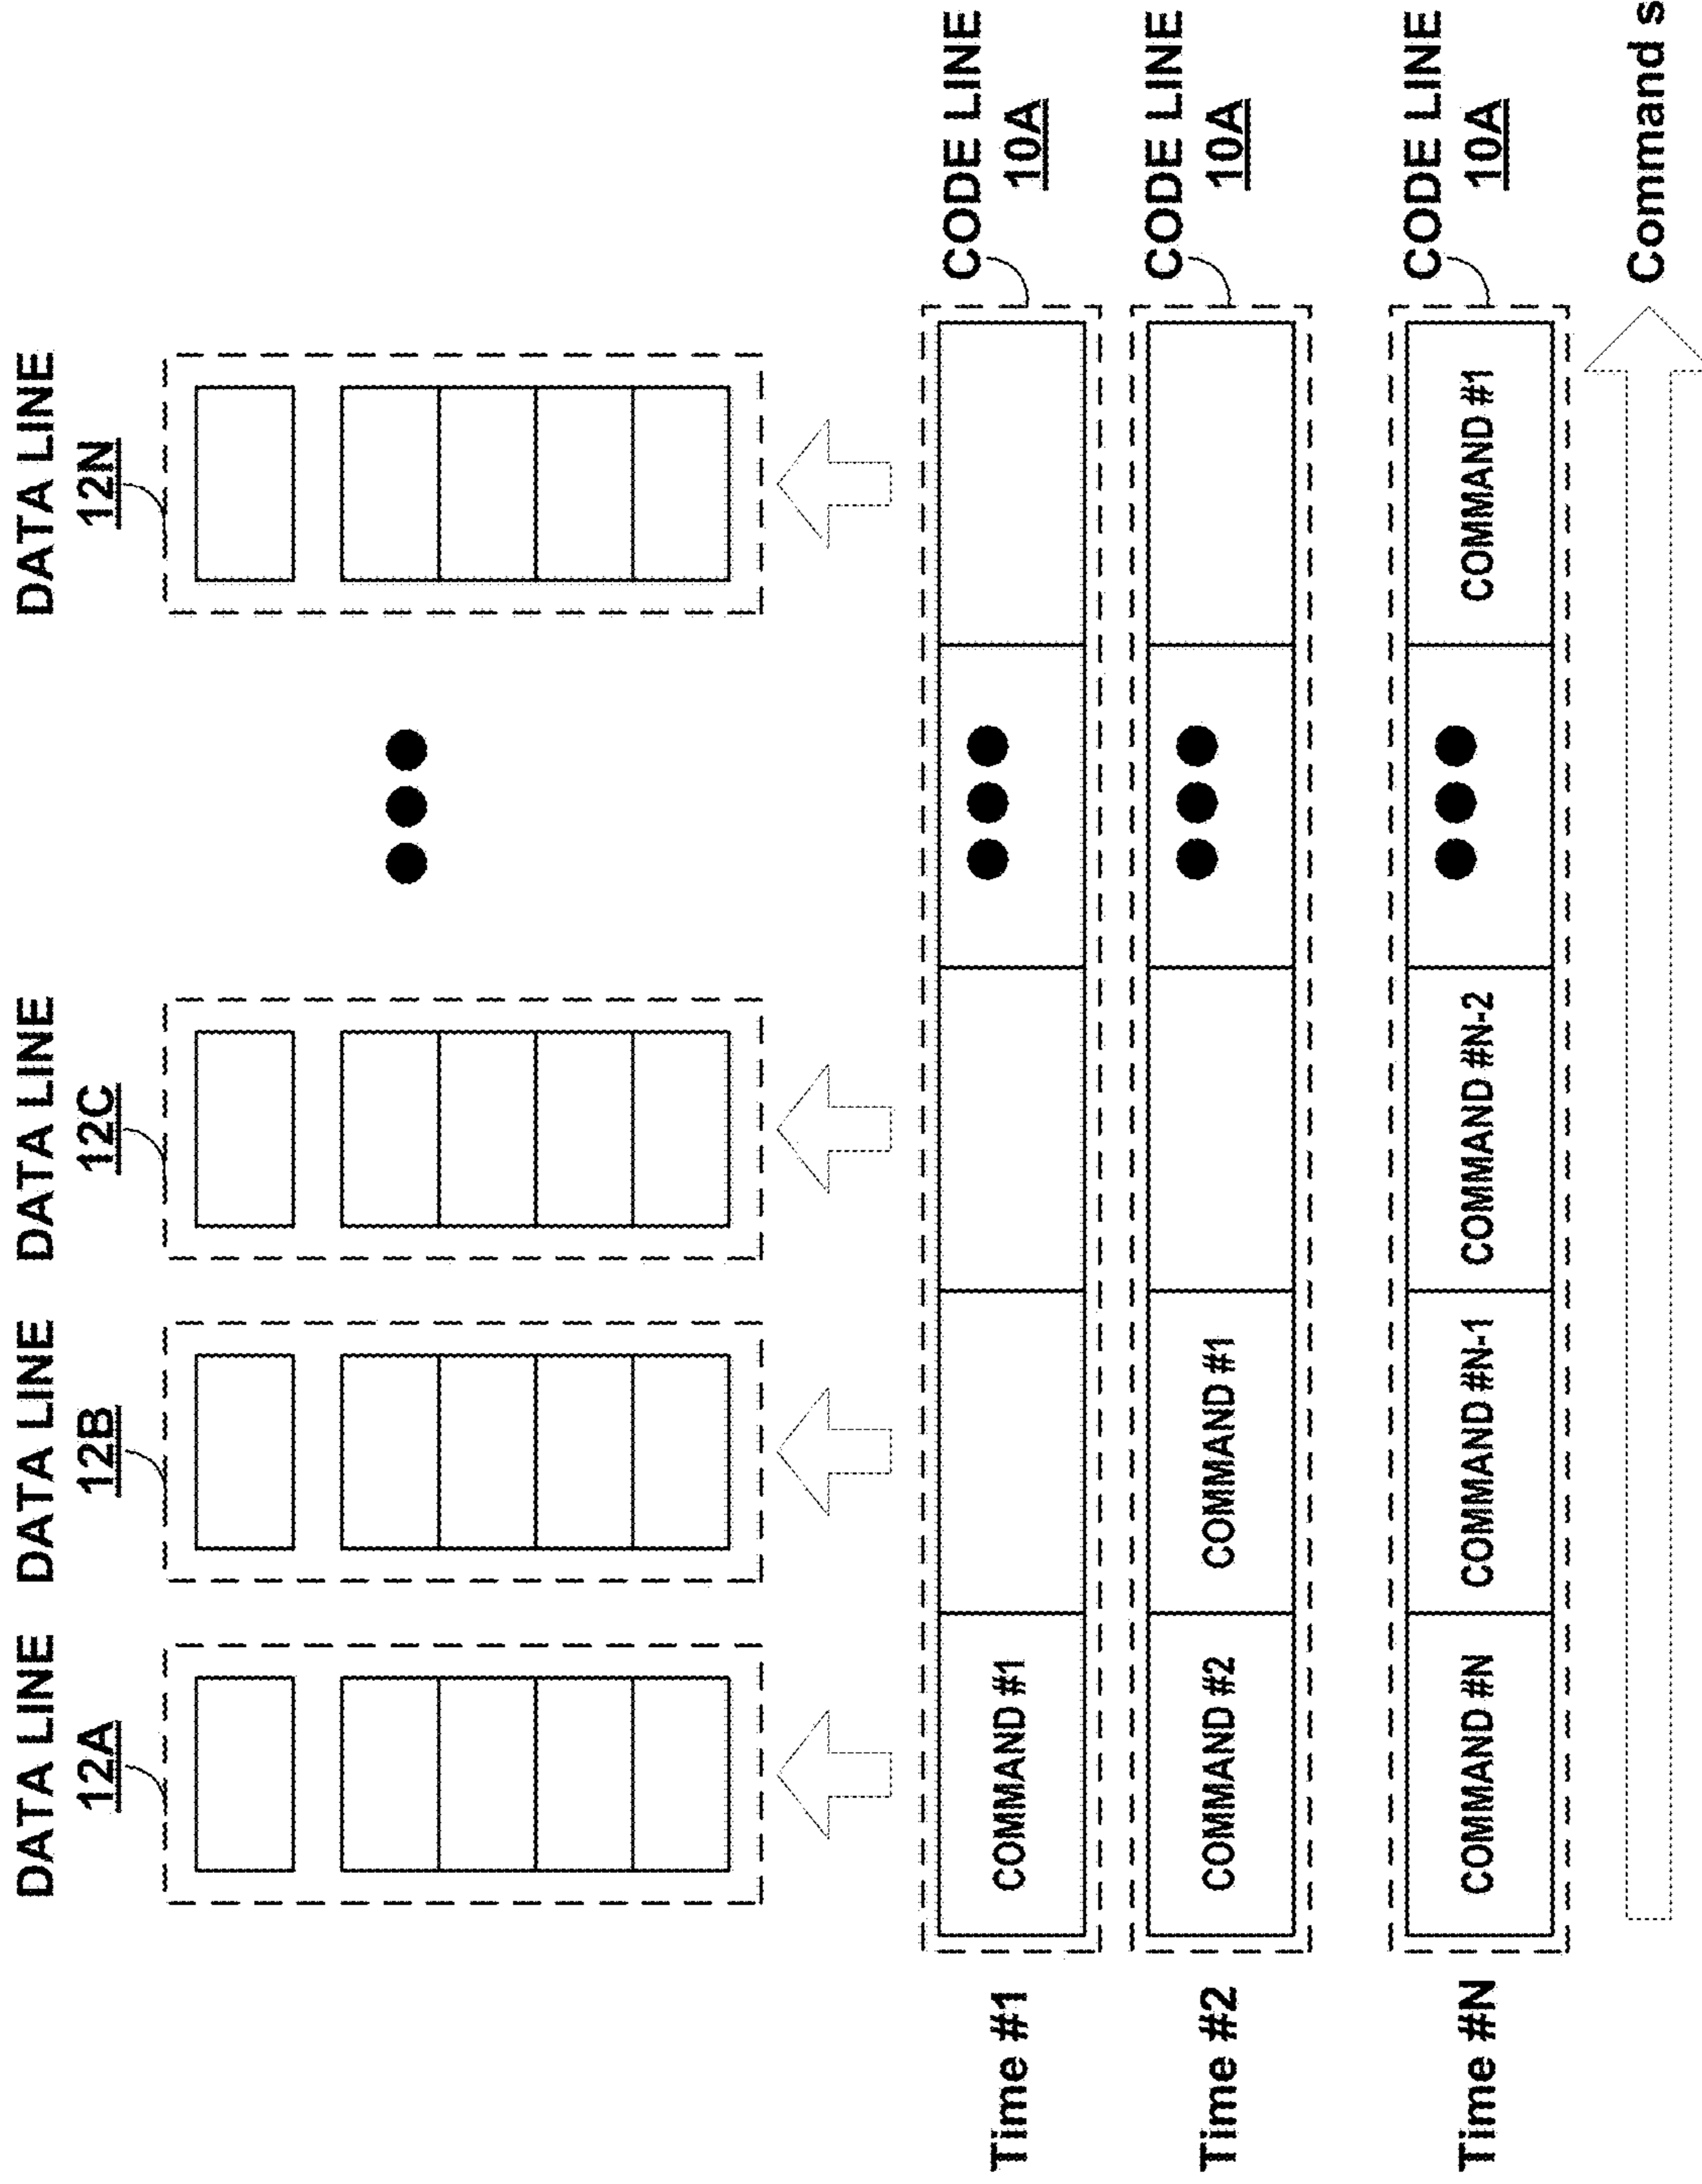 DATA LINE DATA LINE DATA LINE DATA LINE
12A 12B 12C 12N
Time #1 COMMAND #1 CODE LINE
10A
Time #2 COMMAND #2 COMMAND #1 CODE LINE
10A
Time #N COMMAND #N COMMAND #N-1 COMMAND #N-2 COMMAND #1 CODE LINE
10A
Command s